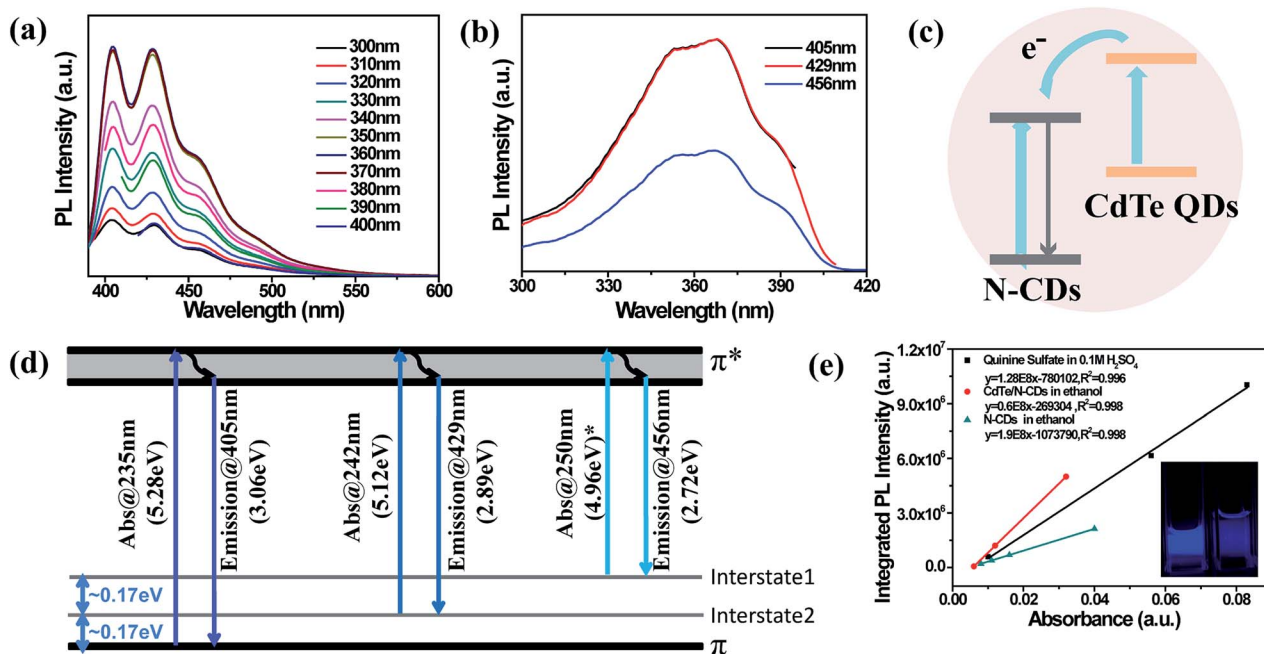 (a)
PL Intensity (a.u.)
300nm
310nm
320nm
330nm
340nm
350nm
360nm
370nm
380nm
390nm
400nm
400 450 500 550 600
Wavelength (nm)
(b)
PL Intensity (a.u.)
405nm
429nm
456nm
300 320 340 360 380 400 420
Wavelength (nm)
(c)
e-
CdTe QDs
N-CDs
(d)
π*
Abs@235nm
(5.28eV)
Emission@405nm
(3.06eV)
Abs@242nm
(5.12eV)
Emission@429nm
(2.89eV)
Abs@250nm
(4.96eV)*
Emission@456nm
(2.72eV)
Interstate1
~0.17eV
Interstate2
~0.17eV
π
(e)
Integrated PL Intensity (a.u.)
1.2x10⁷
9.0x10⁶
6.0x10⁶
3.0x10⁶
0.0
Quinine Sulfate in 0.1M H₂SO₄
y=1.28E8x-780102,R²=0.996
CdTe/N-CDs in ethanol
y=0.6E8x-269304 ,R²=0.998
N-CDs in ethanol
y=1.9E8x-1073790,R²=0.998
0.00 0.02 0.04 0.06 0.08
Absorbance (a.u.)